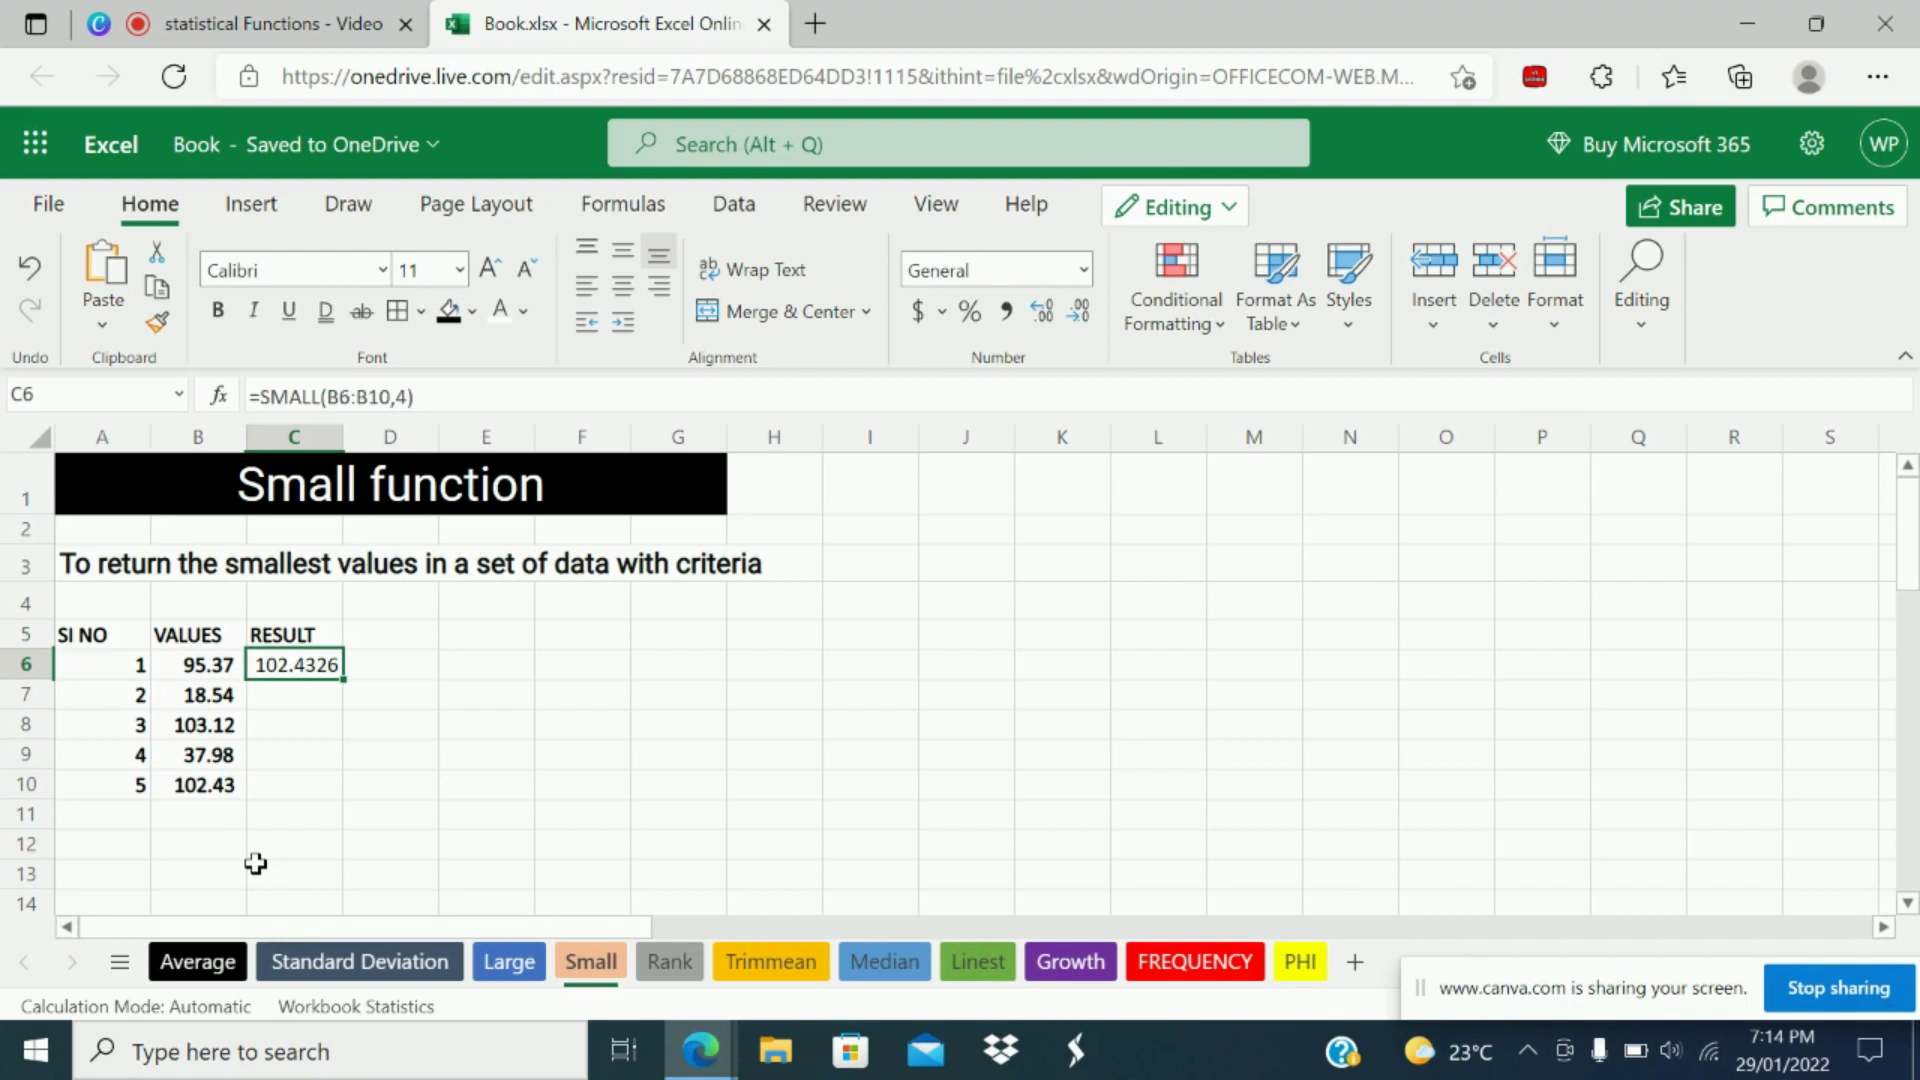 statistical Functions - Video
Book.xlsx - Microsoft Excel Onlin
https://onedrive.live.com/edit.aspx?resid=7A7D68868ED64DD3!1115&ithint=file%2cxlsx&wdOrigin=OFFICECOM-WEB.M...
Excel Book - Saved to OneDrive Search (Alt + Q) Buy Microsoft 365 WP
File Home Insert Draw Page Layout Formulas Data Review View Help Editing Share Comments
Calibri 11 ab Wrap Text General
Paste Conditional Formatting Format As Table Styles Insert Delete Format Editing
B I U D ab A Merge & Center $ % .00 .00
Undo Clipboard Font Alignment Number Tables Cells
C6 fx =SMALL(B6:B10,4)
A B C D E F G H I J K L M N O P Q R S
1 Small function
2
3 To return the smallest values in a set of data with criteria
4
5 SI NO VALUES RESULT
6 1 95.37 102.4326
7 2 18.54
8 3 103.12
9 4 37.98
10 5 102.43
11
12
13
14
Average Standard Deviation Large Small Rank Trimmean Median Linest Growth FREQUENCY PHI
www.canva.com is sharing your screen. Stop sharing
Calculation Mode: Automatic Workbook Statistics
Type here to search 23°C 7:14 PM
29/01/2022